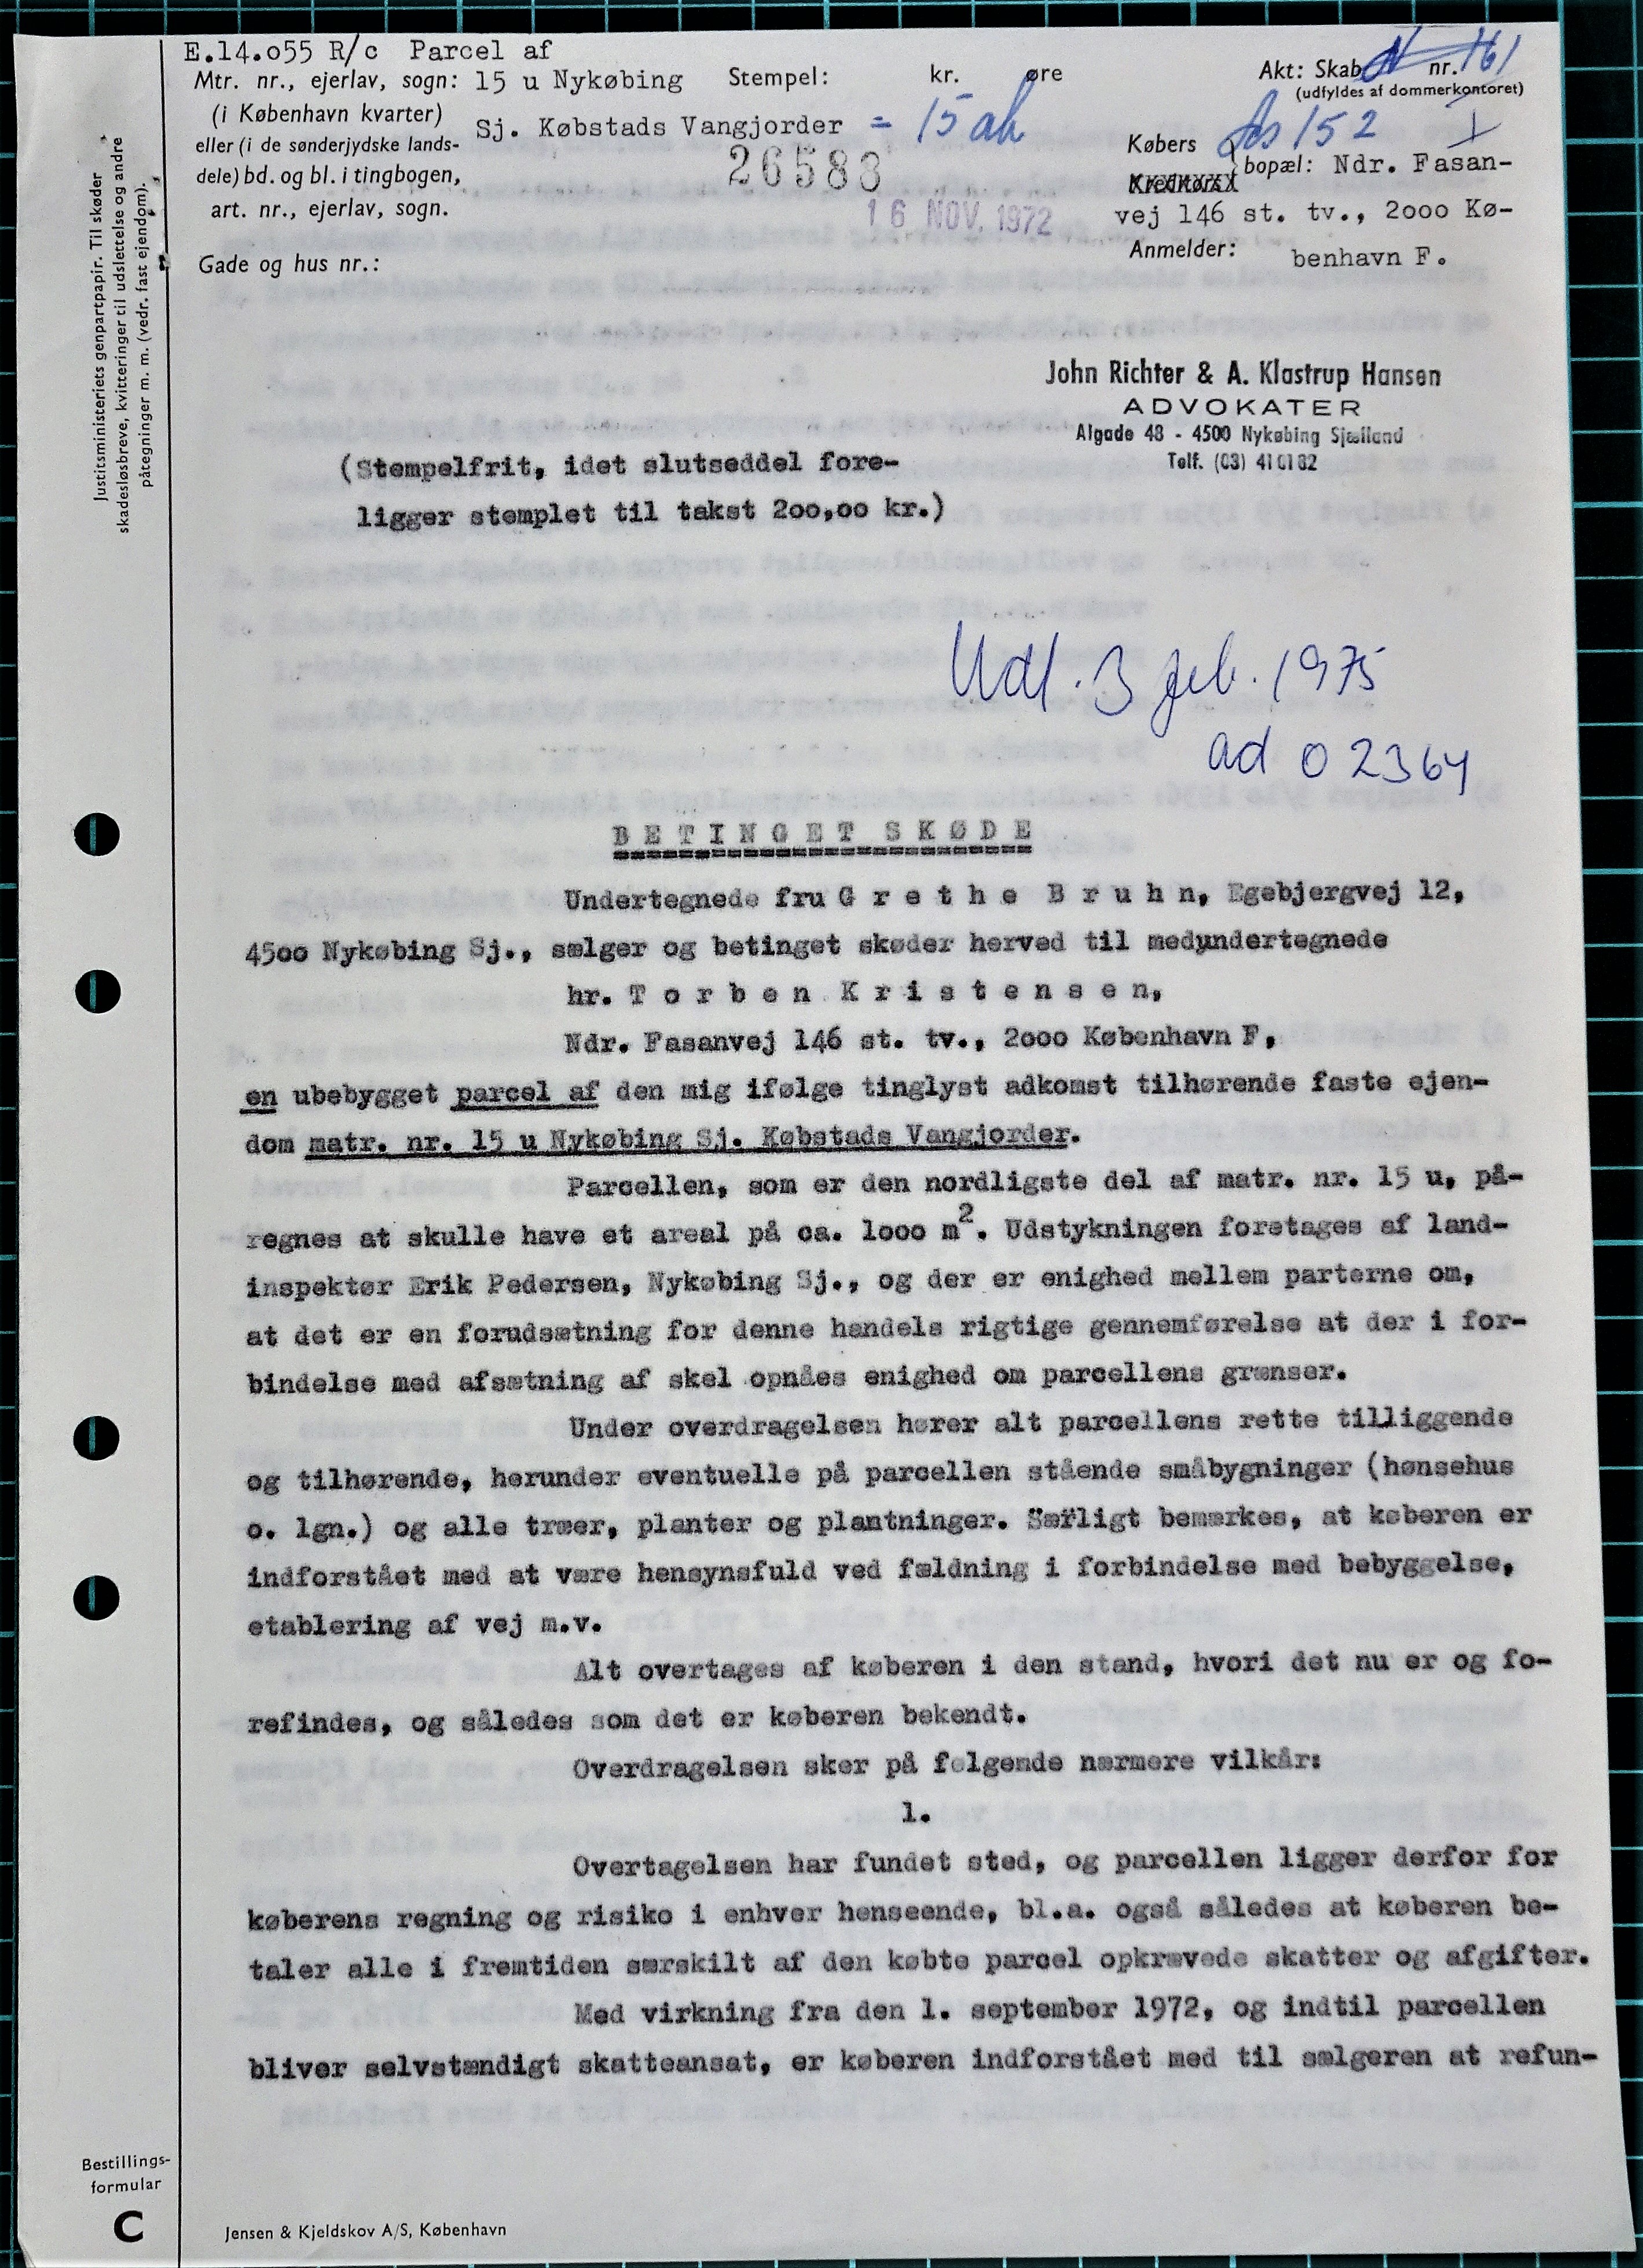 E.14.o55 R/c Parcel af
Mtr. nr., ejerlav, sogn: 15 u Nykøbing
(i København kvarter)
Sj. Købstads Vangjorder
eller (i de sønderjydske lands-
dele) bd. og bl. i tingbogen,
art. nr., ejerlav, sogn.
Gade og hus nr.:
Stempel: kr. øre
= 15 ah
26583
16 NOV. 1972
Akt: Skab nr. 161
(udfyldes af dommerkontoret)
Købers
As 152
Kreditors
bopæl: Ndr. Fasan-
vej 146 st. tv., 2ooo Kø-
Anmelder: benhavn F.
Justitsministeriets genpartpapir. Til skøder
skadesløsbreve, kvitteringer til udslettelse og andre
påtegninger m. m. (vedr. fast ejendom).
John Richter & A. Klastrup Hansen
ADVOKATER
Algade 48 - 4500 Nykøbing Sjælland
Telf. (03) 41 01 82
(Stempelfrit, idet slutseddel fore-
ligger stemplet til takst 2oo,oo kr.)
Udl. 3 feb. 1975
ad 02364
BETINGET SKØDE
Undertegnede fru G r e t h e B r u h n, Egebjergvej 12,
45oo Nykøbing Sj., sælger og betinget skøder herved til medundertegnede
hr. T o r b e n K r i s t e n s e n,
Ndr. Fasanvej 146 st. tv., 2ooo København F,
en ubebygget parcel af den mig ifølge tinglyst adkomst tilhørende faste ejen-
dom matr. nr. 15 u Nykøbing Sj. Købstads Vangjorder.
Parcellen, som er den nordligste del af matr. nr. 15 u, på-
regnes at skulle have et areal på ca. looo m2. Udstykningen foretages af land-
inspektør Erik Pedersen, Nykøbing Sj., og der er enighed mellem parterne om,
at det er en forudsætning for denne handels rigtige gennemførelse at der i for-
bindelse med afsætning af skel opnåes enighed om parcellens grænser.
Under overdragelsen hører alt parcellens rette tilliggende
og tilhørende, herunder eventuelle på parcellen stående småbygninger (hønsehus
o. lgn.) og alle træer, planter og plantninger. Særligt bemærkes, at køberen er
indforstået med at være hensynsfuld ved fældning i forbindelse med bebyggelse,
etablering af vej m.v.
Alt overtages af køberen i den stand, hvori det nu er og fo-
refindes, og således som det er køberen bekendt.
Overdragelsen sker på følgende nærmere vilkår:
1.
Overtagelsen har fundet sted, og parcellen ligger derfor for
køberens regning og risiko i enhver henseende, bl.a. også således at køberen be-
taler alle i fremtiden særskilt af den købte parcel opkrævede skatter og afgifter.
Med virkning fra den 1. september 1972, og indtil parcellen
bliver selvstændigt skatteansat, er køberen indforstået med til sælgeren at refun-
Bestillings-
formular
C
Jensen & Kjeldskov A/S, København